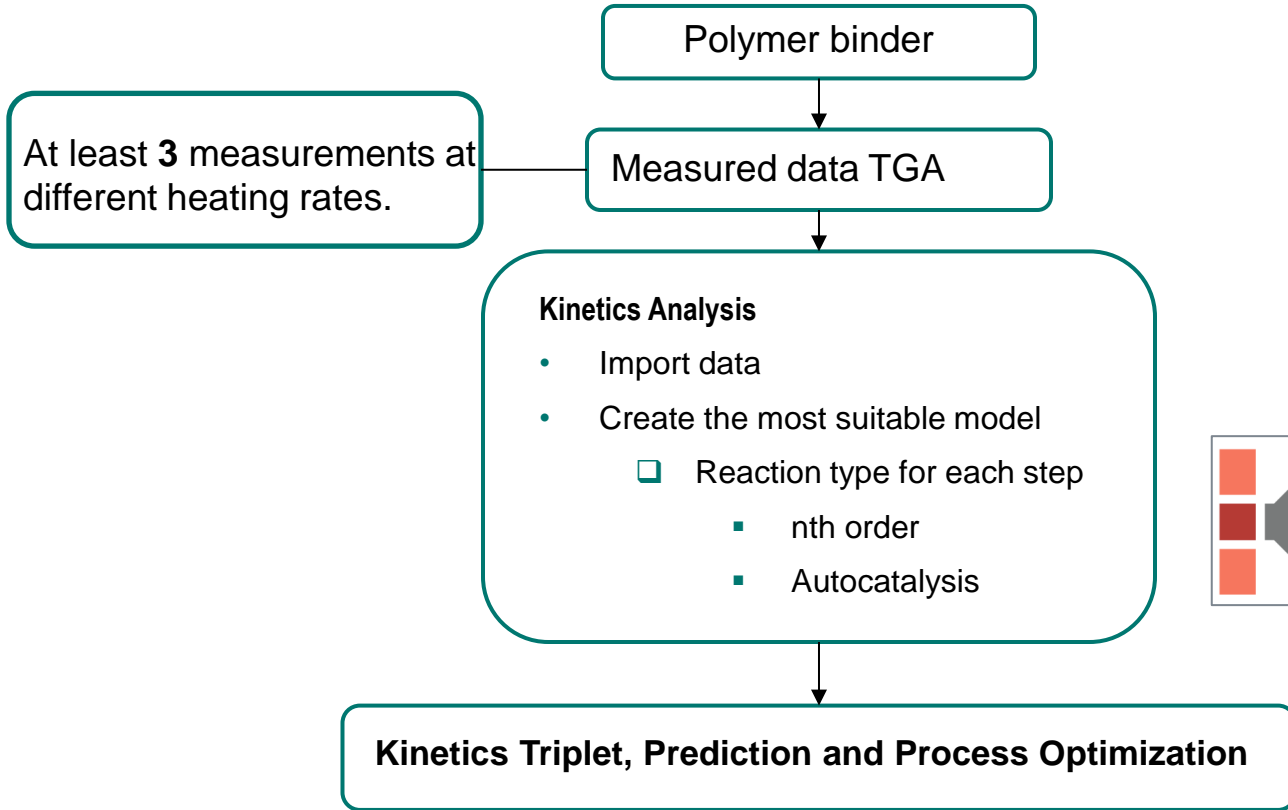 Polymer binder
At least 3 measurements at
different heating rates.
Measured data TGA
Kinetics Analysis
• Import data
• Create the most suitable model
❑ Reaction type for each step
▪ nth order
▪ Autocatalysis
Kinetics Triplet, Prediction and Process Optimization